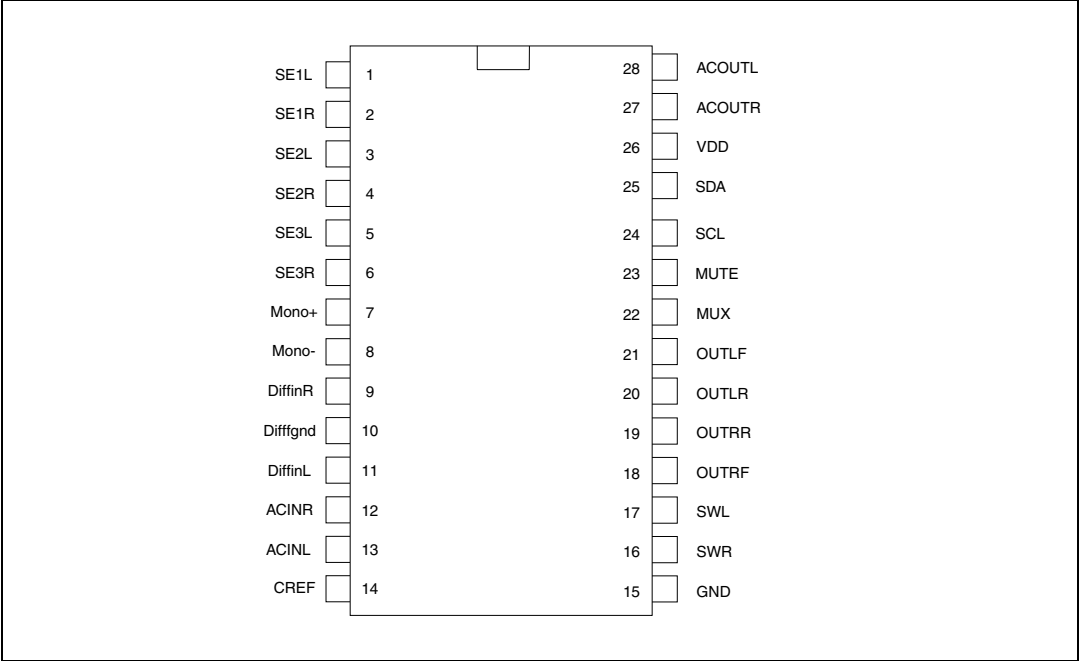 SE1L 1 28 ACOUTL
SE1R 2 27 ACOUTR
SE2L 3 26 VDD
SE2R 4 25 SDA
SE3L 5 24 SCL
SE3R 6 23 MUTE
Mono+ 7 22 MUX
Mono- 8 21 OUTLF
DiffinR 9 20 OUTLR
Difffgnd 10 19 OUTRR
DiffinL 11 18 OUTRF
ACINR 12 17 SWL
ACINL 13 16 SWR
CREF 14 15 GND